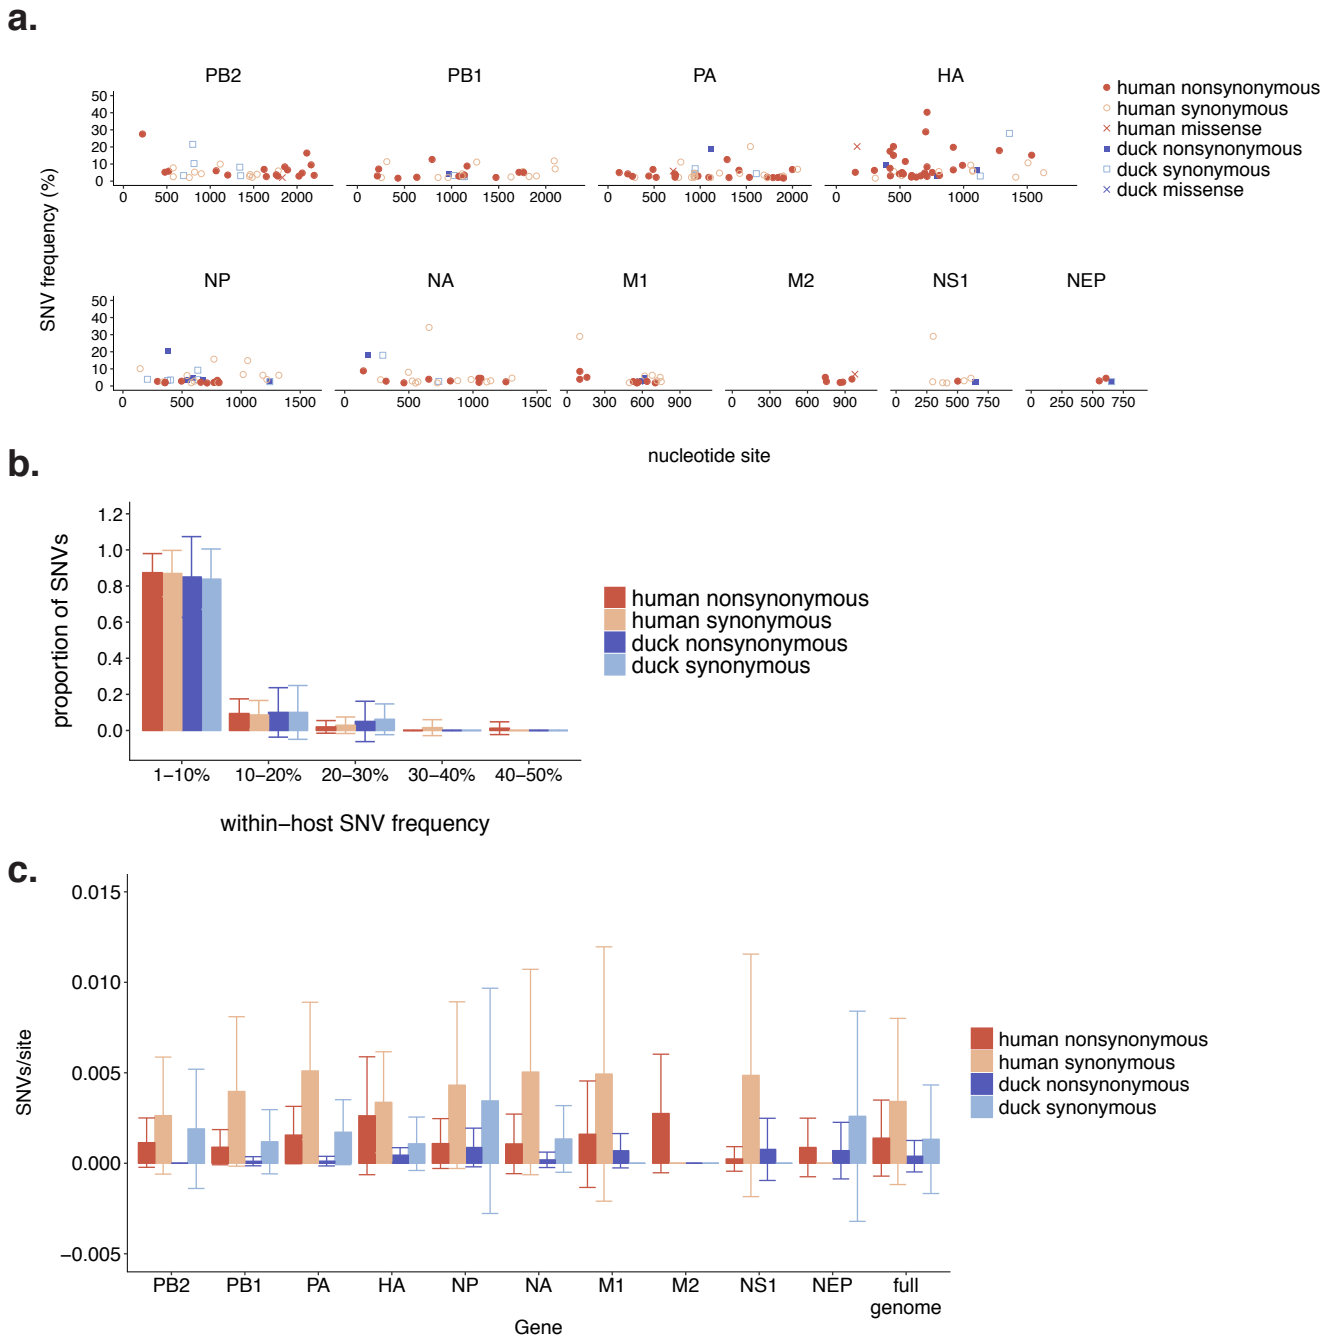 a.
PB2 PB1 PA HA
50
40
30
20
10
0
0 500 1000 1500 2000
0 500 1000 1500 2000
0 500 1000 1500 2000
0 500 1000 1500
human nonsynonymous
human synonymous
human missense
duck nonsynonymous
duck synonymous
duck missense
SNV frequency (%)
NP NA M1 M2 NS1 NEP
50
40
30
20
10
0
0 500 1000 1500
0 500 1000 1500
0 300 600 900
0 300 600 900
0 250 500 750
0 250 500 750
nucleotide site
b.
proportion of SNVs
1.2
1.0
0.8
0.6
0.4
0.2
0.0
1−10% 10−20% 20−30% 30−40% 40−50%
within−host SNV frequency
human nonsynonymous
human synonymous
duck nonsynonymous
duck synonymous
c.
SNVs/site
0.015
0.010
0.005
0.000
−0.005
PB2 PB1 PA HA NP NA M1 M2 NS1 NEP full
genome
Gene
human nonsynonymous
human synonymous
duck nonsynonymous
duck synonymous